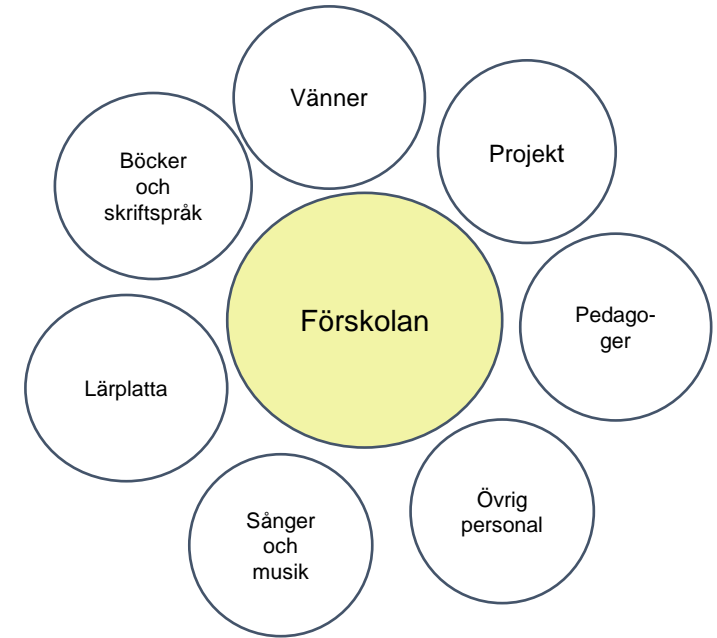 Vänner
Projekt
Böcker
och
skriftspråk
Förskolan
Pedago-
ger
Lärplatta
Övrig
personal
Sånger
och
musik